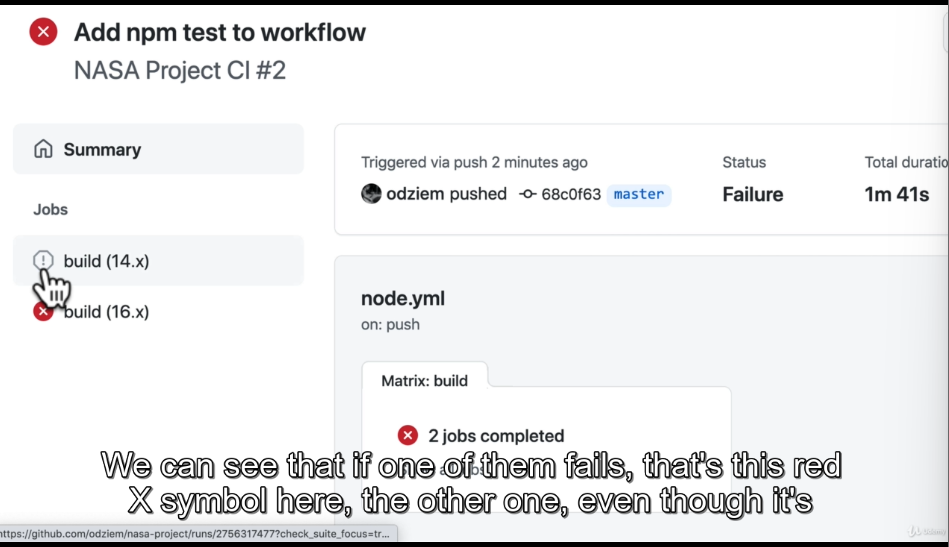 Add npm test to workflow
NASA Project CI #2
Summary
Jobs
build (14.x)
build (16.x)
Triggered via push 2 minutes ago
odziem pushed 68c0f63 master
Status
Failure
Total duratio
1m 41s
node.yml
on: push
Matrix: build
2 jobs completed
We can see that if one of them fails, that's this red
X symbol here, the other one, even though it's
https://github.com/odziem/nasa-project/runs/2756317477?check_suite_focus=tr...